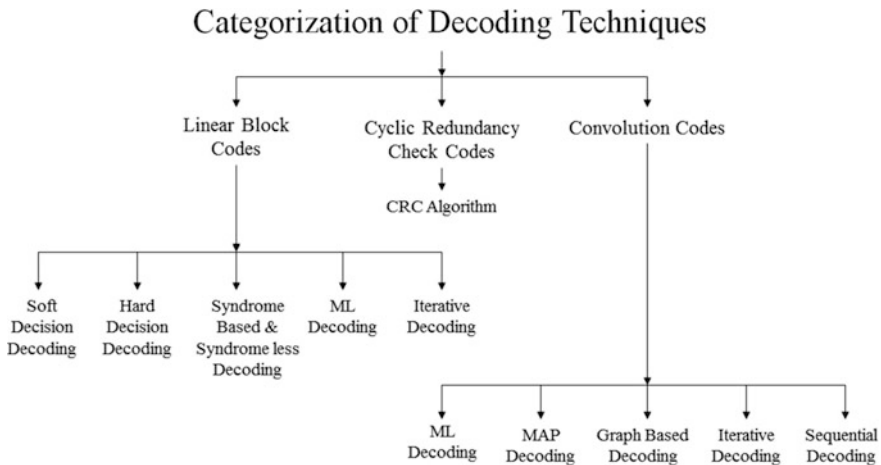 Categorization of Decoding Techniques
Linear Block
Codes
Cyclic Redundancy
Check Codes
Convolution Codes
CRC Algorithm
Soft
Decision
Decoding
Hard
Decision
Decoding
Syndrome
Based &
Syndrome less
Decoding
ML
Decoding
Iterative
Decoding
ML
Decoding
MAP
Decoding
Graph Based
Decoding
Iterative
Decoding
Sequential
Decoding